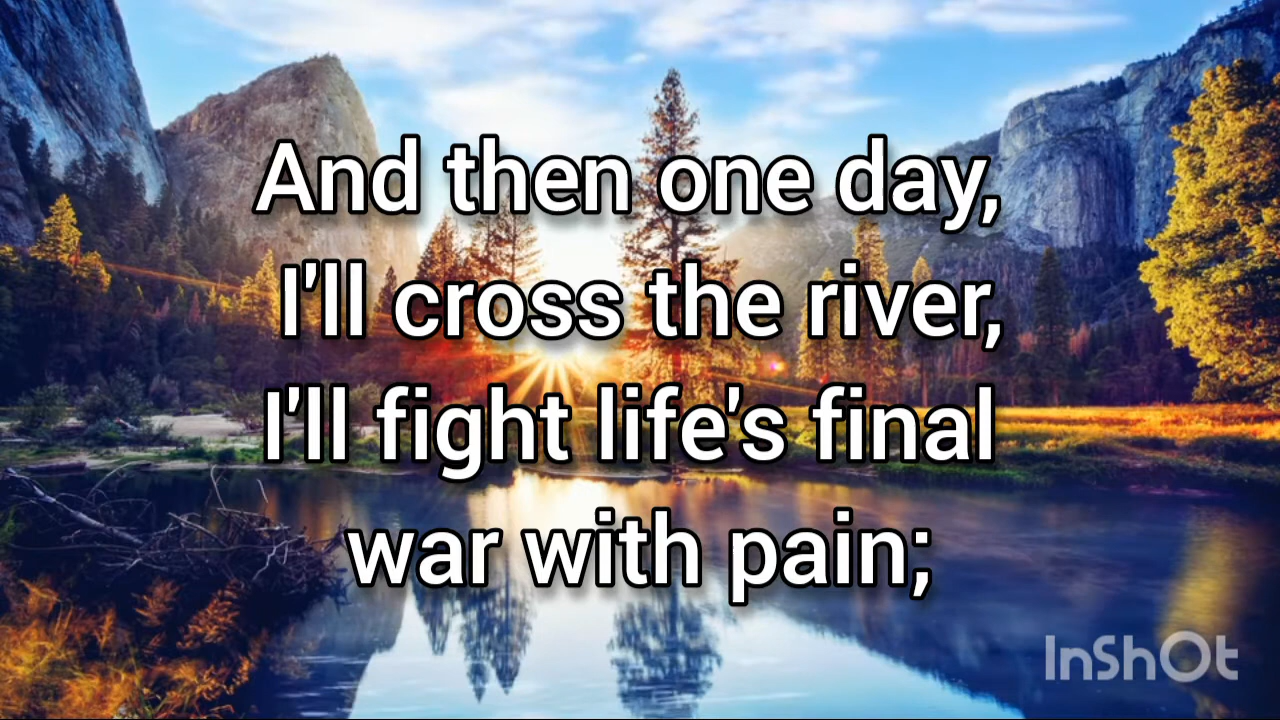 And then one day,
I'll cross the river,
I'll fight life's final
war with pain;
InShOt